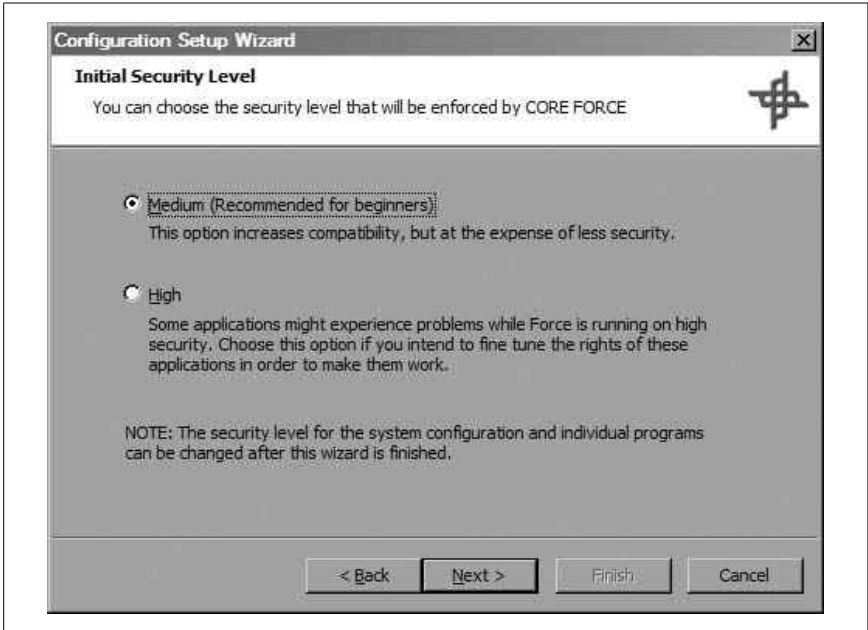 Configuration Setup Wizard
Initial Security Level
You can choose the security level that will be enforced by CORE FORCE
Medium (Recommended for beginners)
This option increases compatibility, but at the expense of less security.
High
Some applications might experience problems while Force is running on high
security. Choose this option if you intend to fine tune the rights of these
applications in order to make them work.
NOTE: The security level for the system configuration and individual programs
can be changed after this wizard is finished.
< Back
Next >
Finish
Cancel